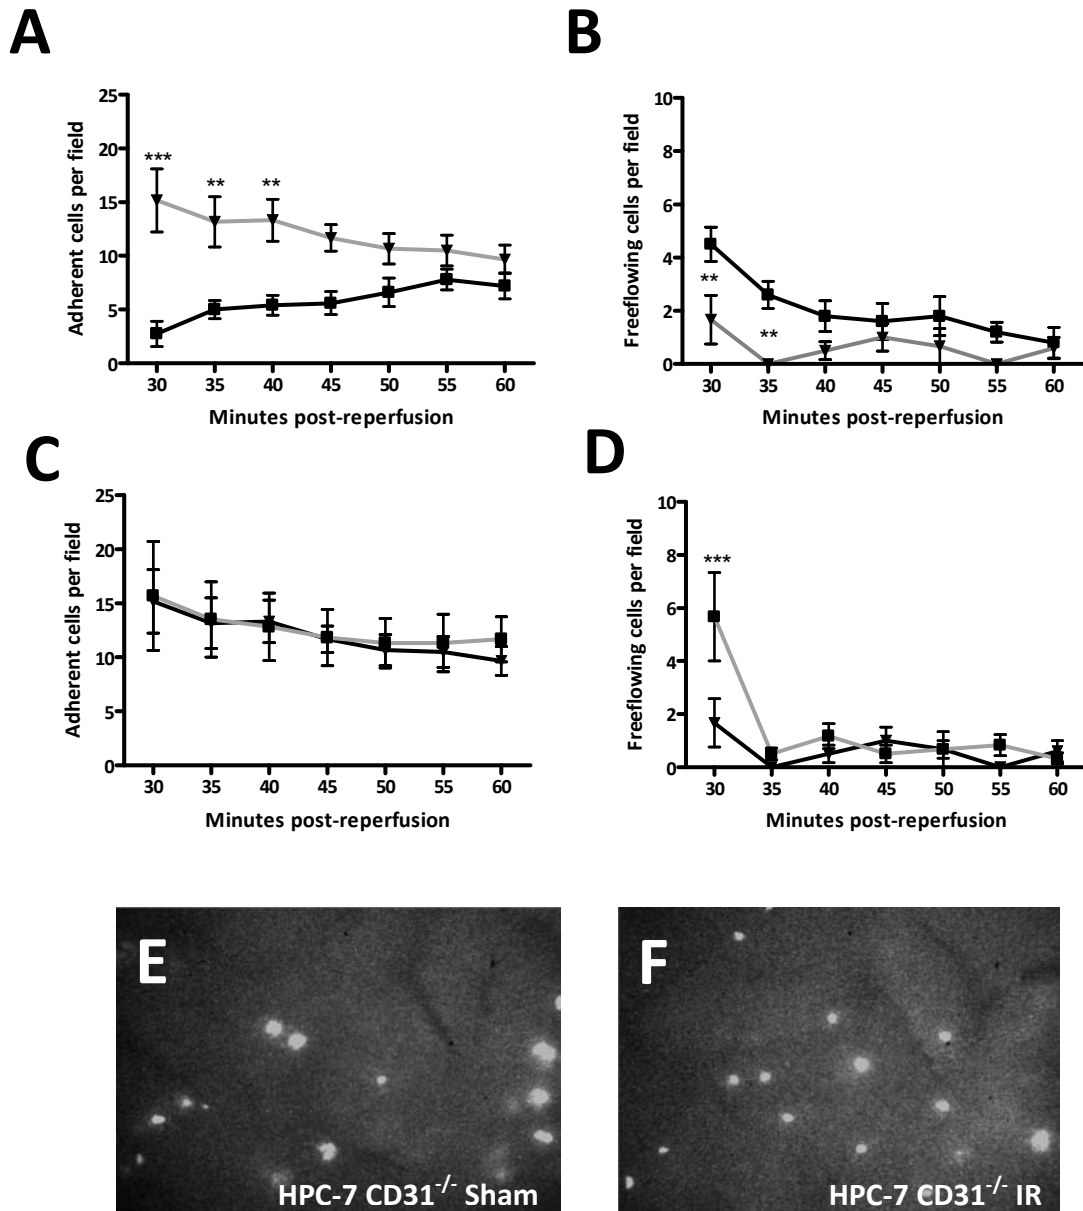 A
B
25
20
15
10
5
0
***
**
**
Adherent cells per field
30 35 40 45 50 55 60
Minutes post-reperfusion
10
8
6
4
2
0
**
**
Freeflowing cells per field
30 35 40 45 50 55 60
Minutes post-reperfusion
C
D
25
20
15
10
5
0
Adherent cells per field
30 35 40 45 50 55 60
Minutes post-reperfusion
10
8
6
4
2
0
***
Freeflowing cells per field
30 35 40 45 50 55 60
Minutes post-reperfusion
E
HPC-7 CD31-/- Sham
F
HPC-7 CD31-/- IR